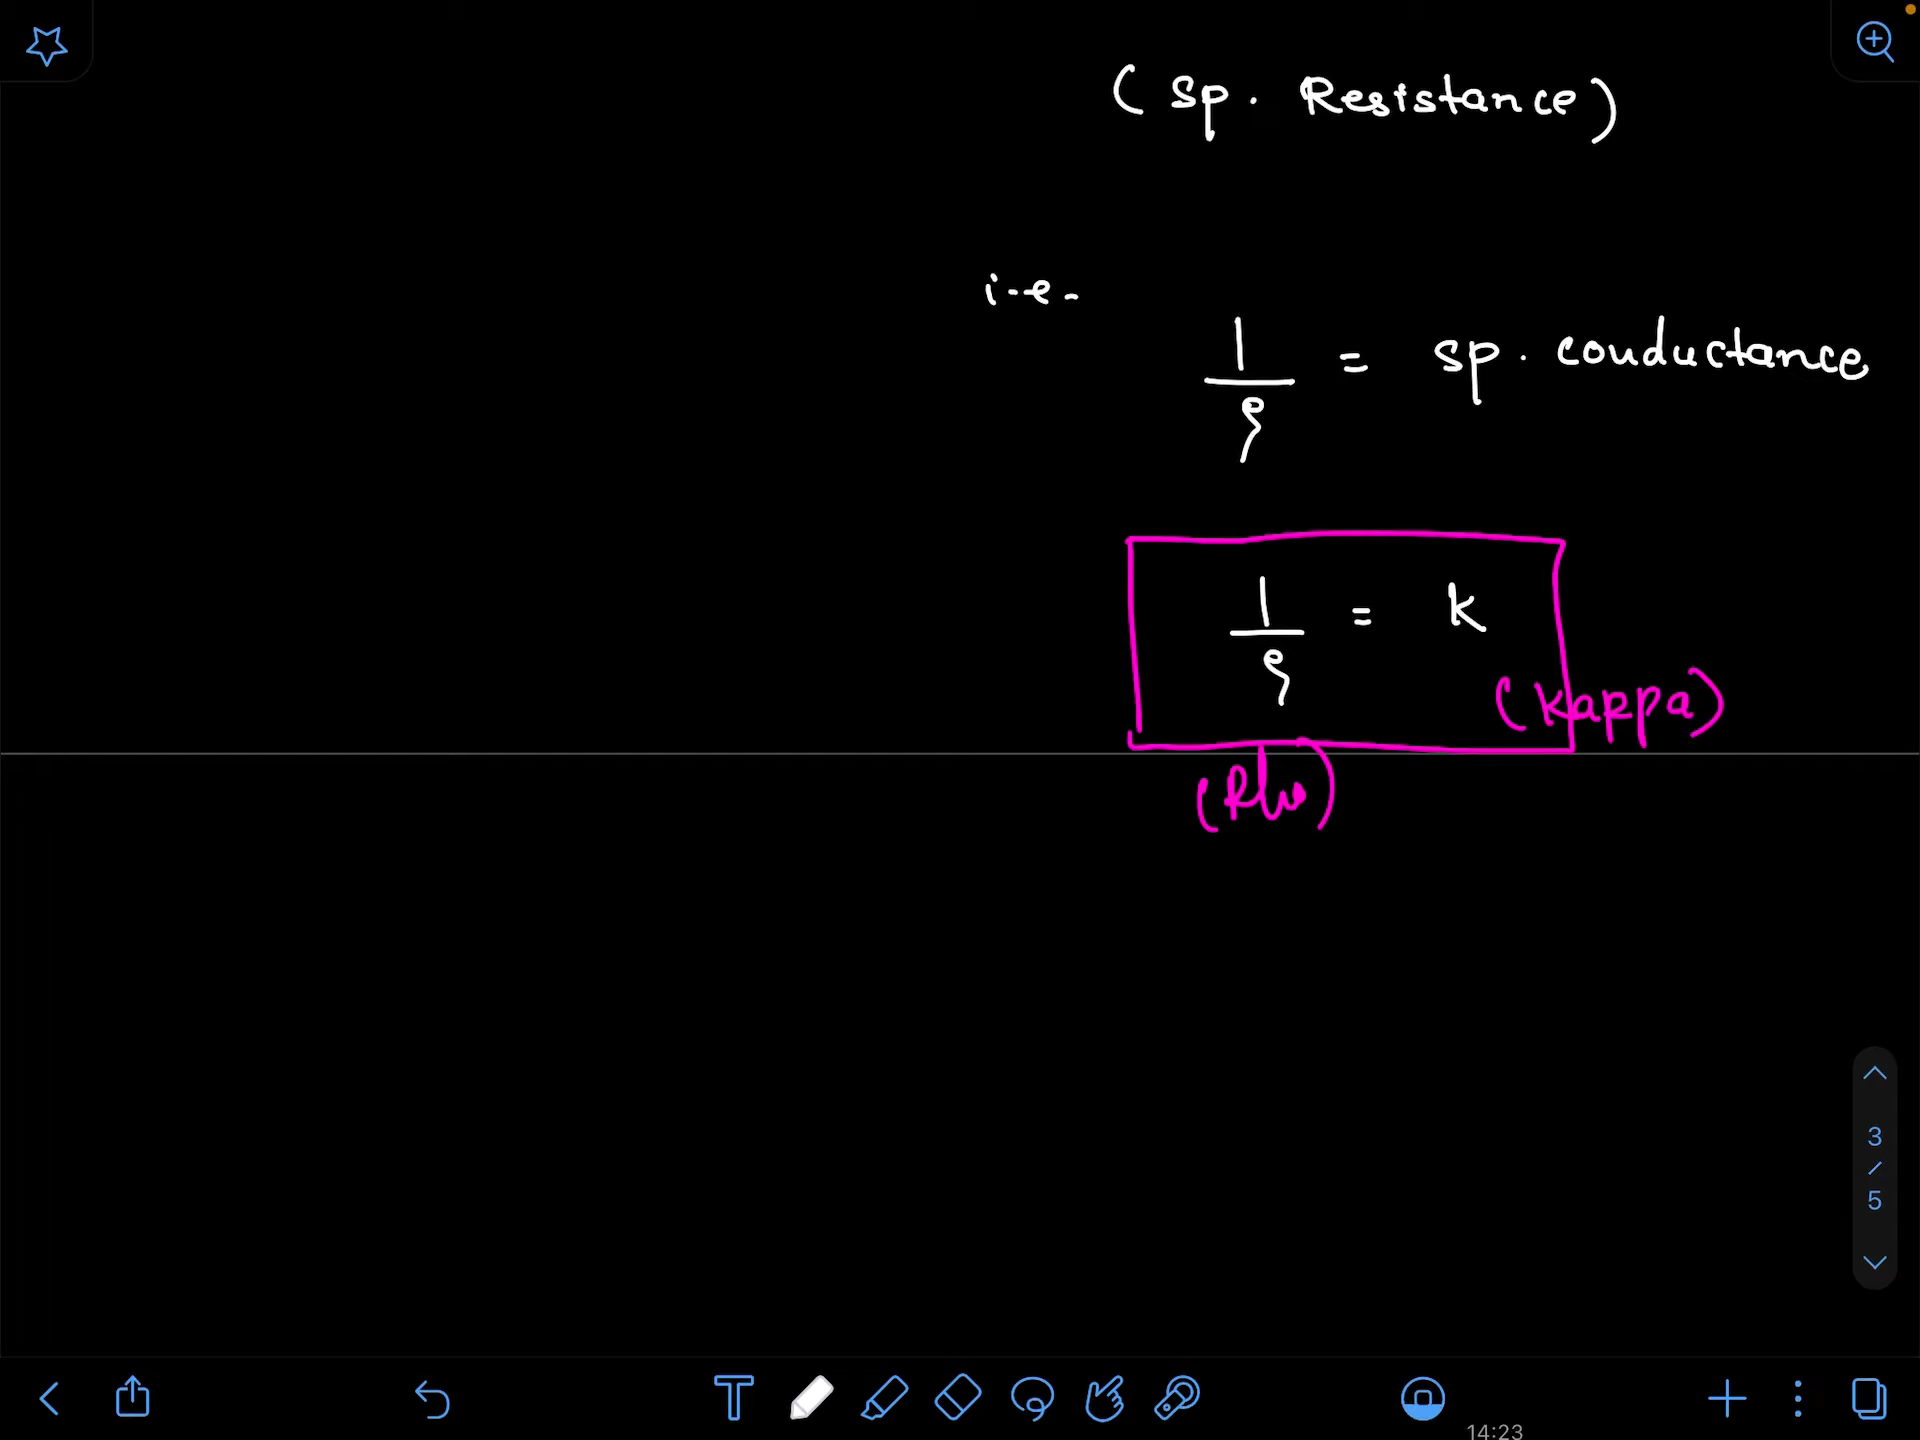 (Sp. Resistance)
i.e.
1/ρ = sp. conductance
1/ρ = k
(Kappa)
(Rho)
3
/
5
14:23